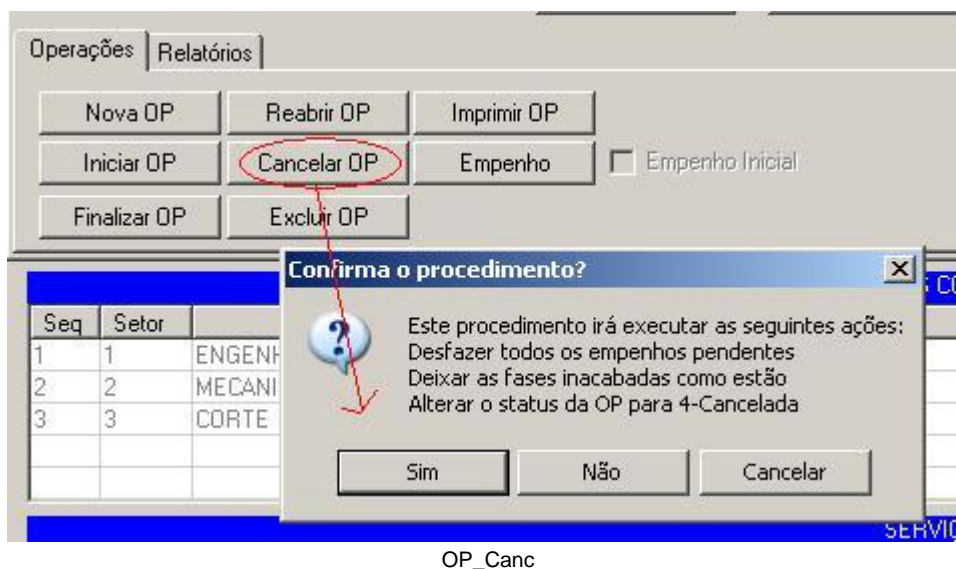 Operações Relatórios
Nova OP Reabrir OP Imprimir OP
Iniciar OP Cancelar OP Empenho Empenho Inicial
Finalizar OP Excluir OP
Confirma o procedimento?
Seq Setor
1 1
2 2
3 3 CORTE
Este procedimento irá executar as seguintes ações:
Desfazer todos os empenhos pendentes
Deixar as fases inacabadas como estão
Alterar o status da OP para 4-Cancelada
Sim Não Cancelar
OP_Canc